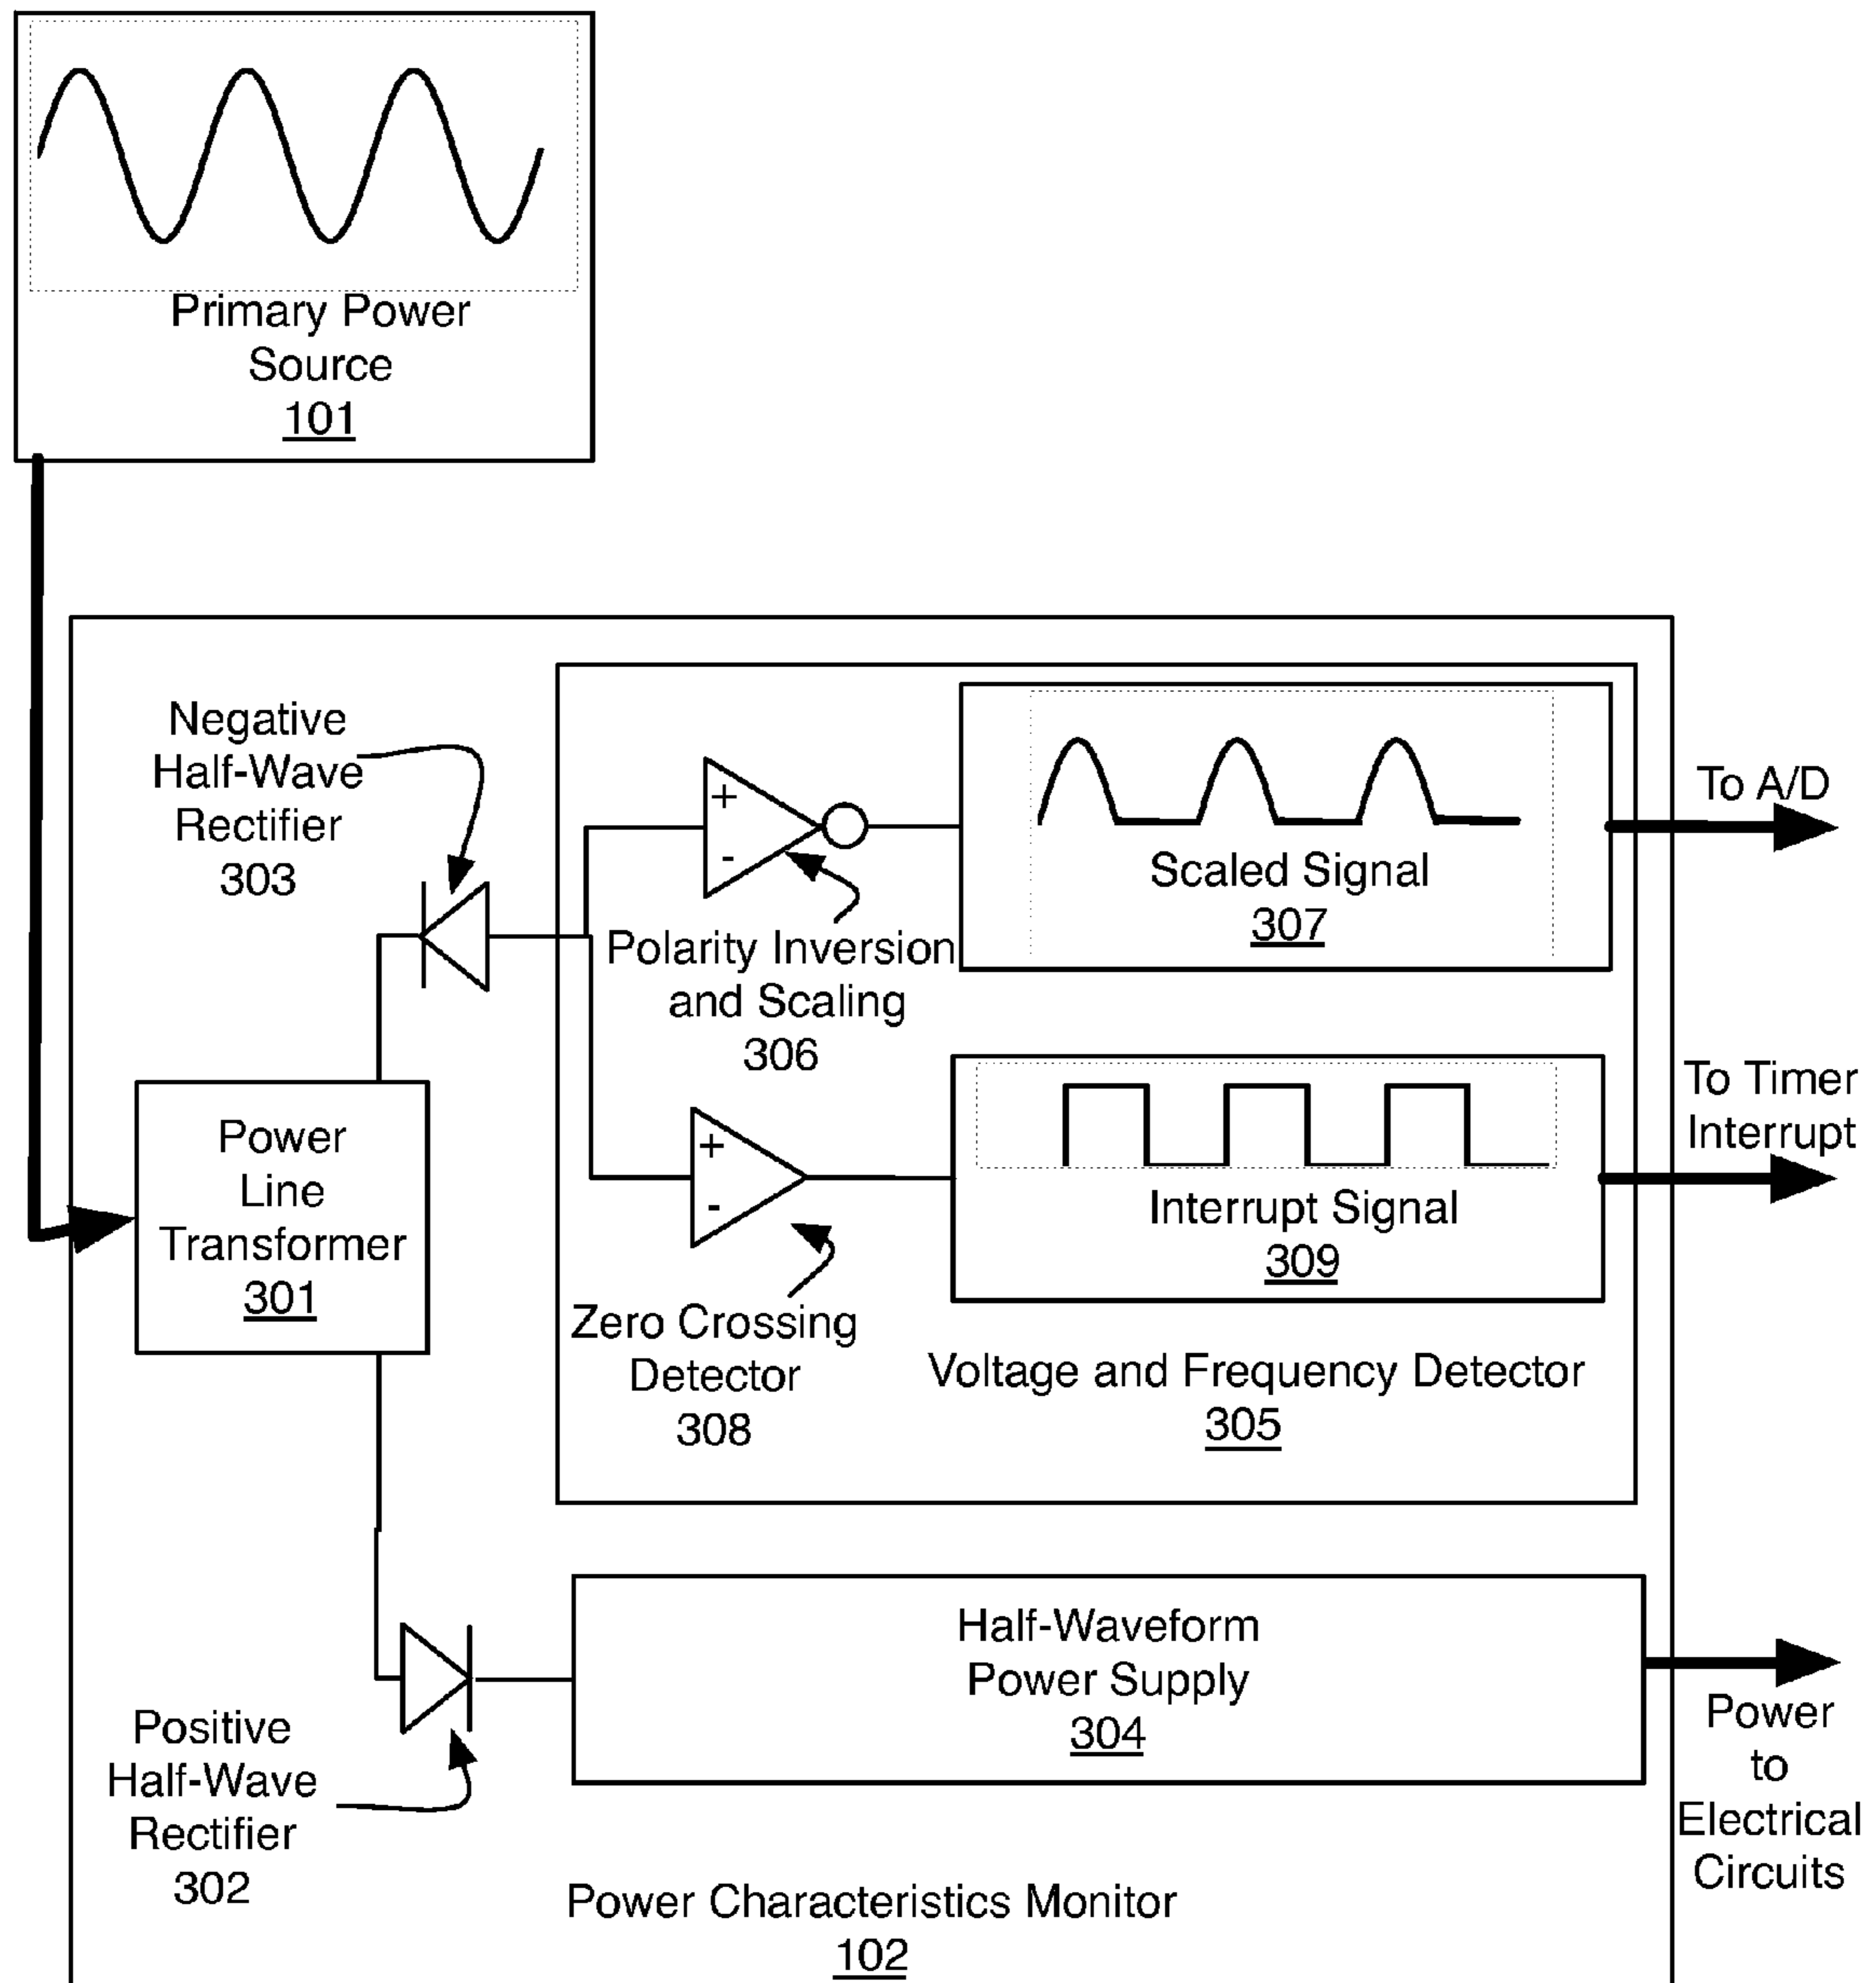 Primary Power
Source
101
Negative
Half-Wave
Rectifier
303
+
-
Polarity Inversion
and Scaling
306
Scaled Signal
307
To A/D
Power
Line
Transformer
301
+
-
Zero Crossing
Detector
308
Interrupt Signal
309
To Timer
Interrupt
Voltage and Frequency Detector
305
Positive
Half-Wave
Rectifier
302
Half-Waveform
Power Supply
304
Power
to
Electrical
Circuits
Power Characteristics Monitor
102